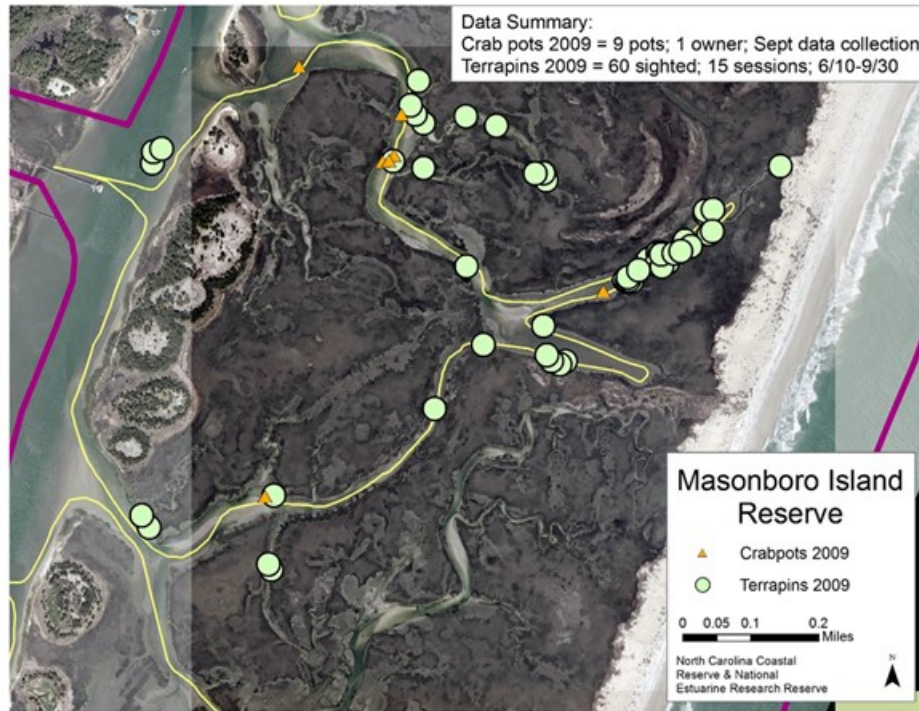 Data Summary:
Crab pots 2009 = 9 pots; 1 owner; Sept data collection
Terrapins 2009 = 60 sighted; 15 sessions; 6/10-9/30
Masonboro Island
Reserve
Crabpots 2009
Terrapins 2009
0 0.05 0.1 0.2
Miles
North Carolina Coastal
Reserve & National
Estuarine Research Reserve
N